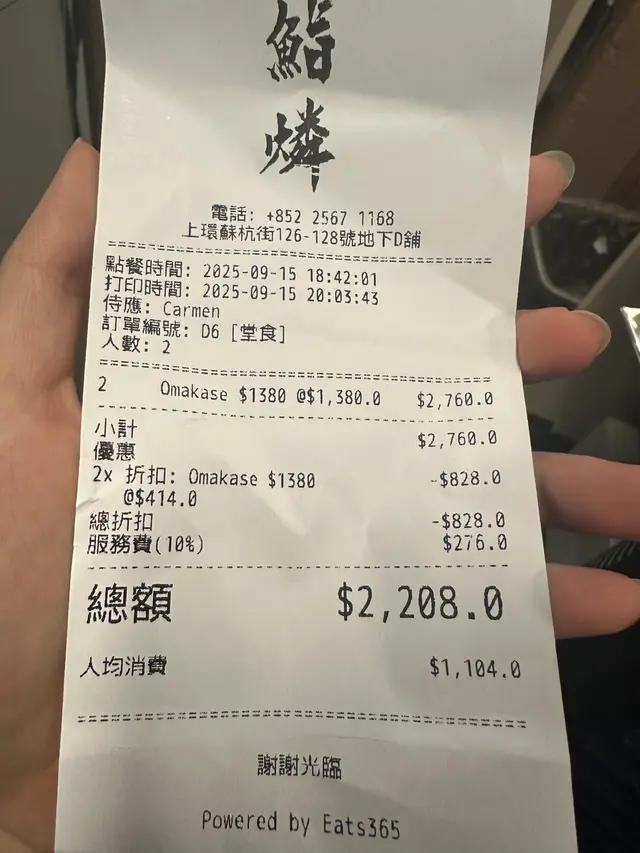 鮨
燐
電話: +852 2567 1168
上環蘇杭街126-128號地下D舖
點餐時間: 2025-09-15 18:42:01
打印時間: 2025-09-15 20:03:43
侍應: Carmen
訂單編號: D6 [堂食]
人數: 2
2 Omakase $1380 @$1,380.0 $2,760.0
小計 $2,760.0
優惠
2x 折扣: Omakase $1380 -$828.0
@$414.0
總折扣 -$828.0
服務費(10%) $276.0
總額 $2,208.0
人均消費 $1,104.0
謝謝光臨
Powered by Eats365